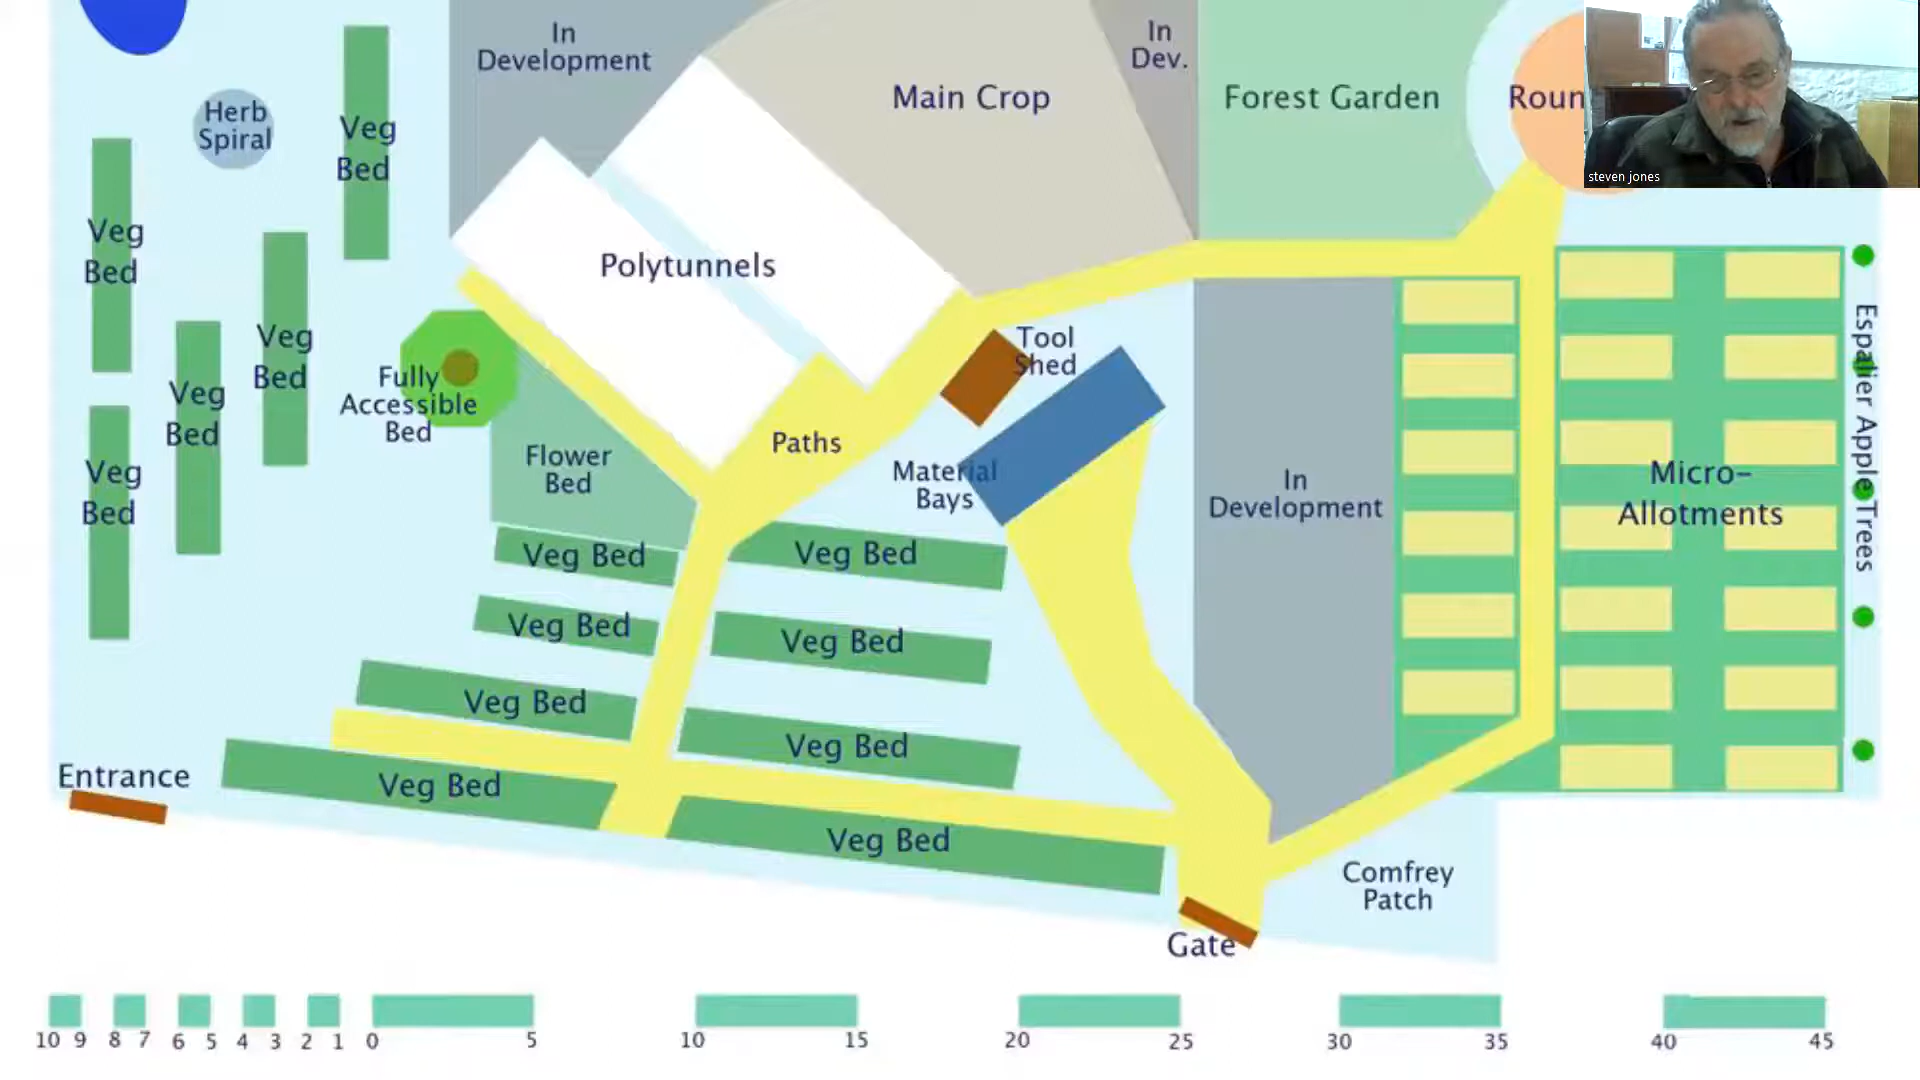 In
Development
In
Dev.
Main Crop
Forest Garden
Roun
steven jones
Herb
Spiral
Veg
Bed
Veg
Bed
Veg
Bed
Veg
Bed
Veg
Bed
Polytunnels
Tool
Shed
Fully
Accessible
Bed
Flower
Bed
Paths
Material
Bays
In
Development
Micro-
Allotments
Espalier Apple Trees
Veg Bed
Veg Bed
Veg Bed
Veg Bed
Veg Bed
Veg Bed
Entrance
Veg Bed
Veg Bed
Comfrey
Patch
Gate
10 9 8 7 6 5 4 3 2 1 0 5 10 15 20 25 30 35 40 45